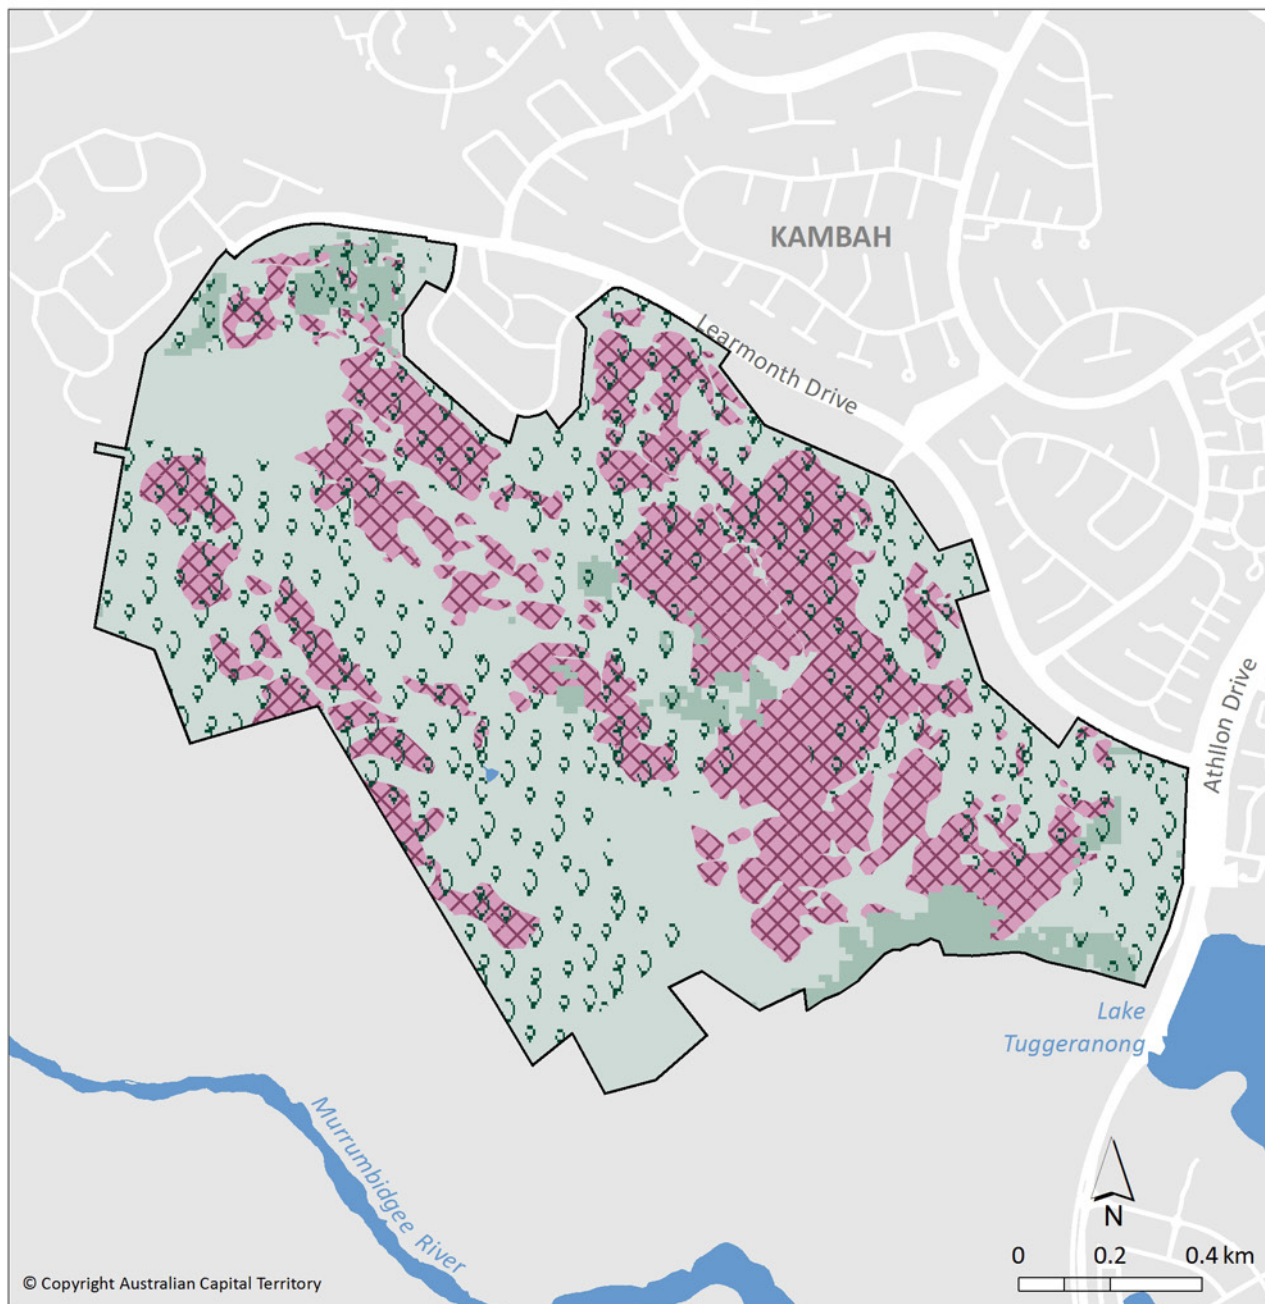 KAMBAH
Learmonth Drive
Athllon Drive
Lake
Tuggeranong
Murrumbidgee River
N
0 0.2 0.4 km
© Copyright Australian Capital Territory